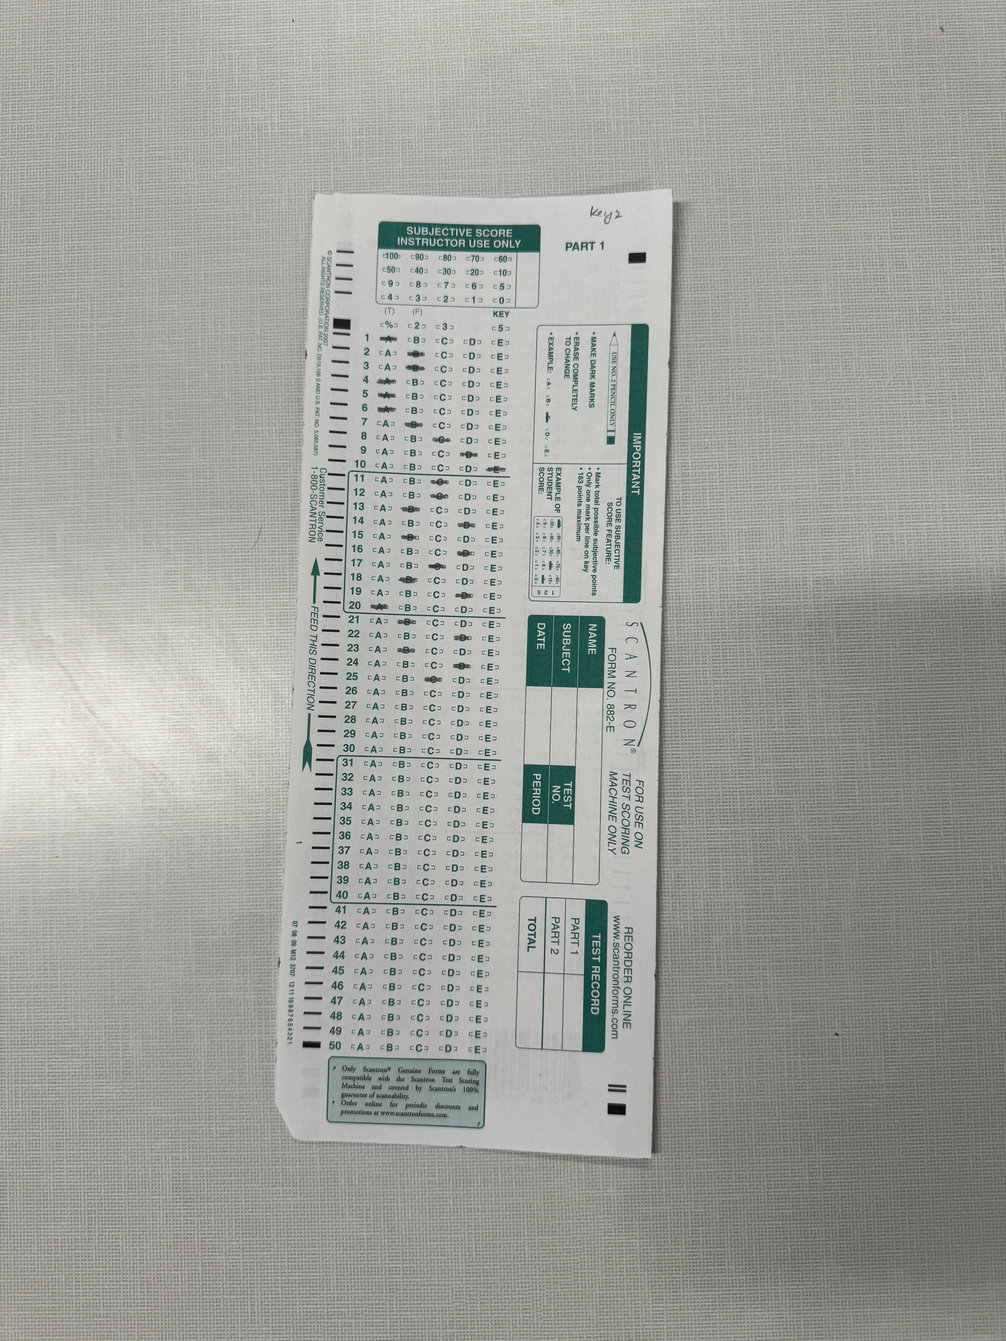 Key 2
PART 1
SUBJECTIVE SCORE
INSTRUCTOR USE ONLY
100 90 80 70 60
50 40 30 20 10
9 8 7 6 5
4 3 2 1 0
(T) (F) KEY
% 2 3 5
1 A B C D E
2 A B C D E
3 A B C D E
4 A B C D E
5 A B C D E
6 A B C D E
7 A B C D E
8 A B C D E
9 A B C D E
10 A B C D E
11 A B C D E
12 A B C D E
13 A B C D E
14 A B C D E
15 A B C D E
16 A B C D E
17 A B C D E
18 A B C D E
19 A B C D E
20 A B C D E
21 A B C D E
22 A B C D E
23 A B C D E
24 A B C D E
25 A B C D E
26 A B C D E
27 A B C D E
28 A B C D E
29 A B C D E
30 A B C D E
31 A B C D E
32 A B C D E
33 A B C D E
34 A B C D E
35 A B C D E
36 A B C D E
37 A B C D E
38 A B C D E
39 A B C D E
40 A B C D E
41 A B C D E
42 A B C D E
43 A B C D E
44 A B C D E
45 A B C D E
46 A B C D E
47 A B C D E
48 A B C D E
49 A B C D E
50 A B C D E
• Only Scantron® Genuine Forms are fully
compatible with the Scantron Test Scoring
Machine and covered by Scantron's 100%
guarantee of scannability.
• Order online for periodic discounts and
promotions at www.scantronforms.com.
IMPORTANT
USE NO. 2 PENCIL ONLY
• MAKE DARK MARKS
• ERASE COMPLETELY
TO CHANGE
• EXAMPLE: A B D E
TO USE SUBJECTIVE
SCORE FEATURE:
• Mark total possible subjective points
• Only one mark per line on key
• 163 points maximum
EXAMPLE OF
STUDENT
SCORE:
SCANTRON®
FORM NO. 882-E
FOR USE ON
TEST SCORING
MACHINE ONLY
NAME
SUBJECT
DATE
TEST
NO.
PERIOD
REORDER ONLINE
www.scantronforms.com
TEST RECORD
PART 1
PART 2
TOTAL
© SCANTRON CORPORATION 2007
ALL RIGHTS RESERVED.
Customer Service
1-800-SCANTRON
FEED THIS DIRECTION
1